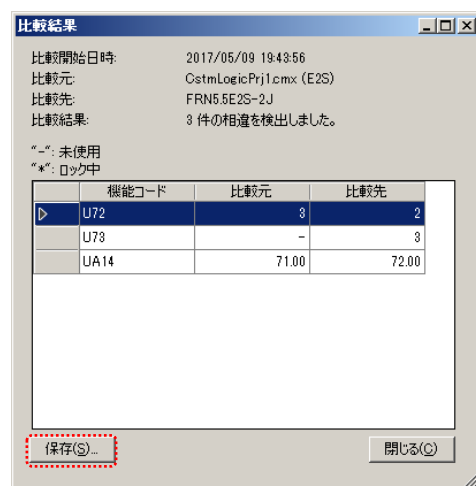 比較結果
比較開始日時: 2017/05/09 19:43:56
比較元: CstmLogicPrj1.cmx (E2S)
比較先: FRN5.5E2S-2J
比較結果: 3 件の相違を検出しました。
"-": 未使用
"*": ロック中
機能コード 比較元 比較先
U72 3 2
U73 - 3
UA14 71.00 72.00
保存(S)... 閉じる(C)